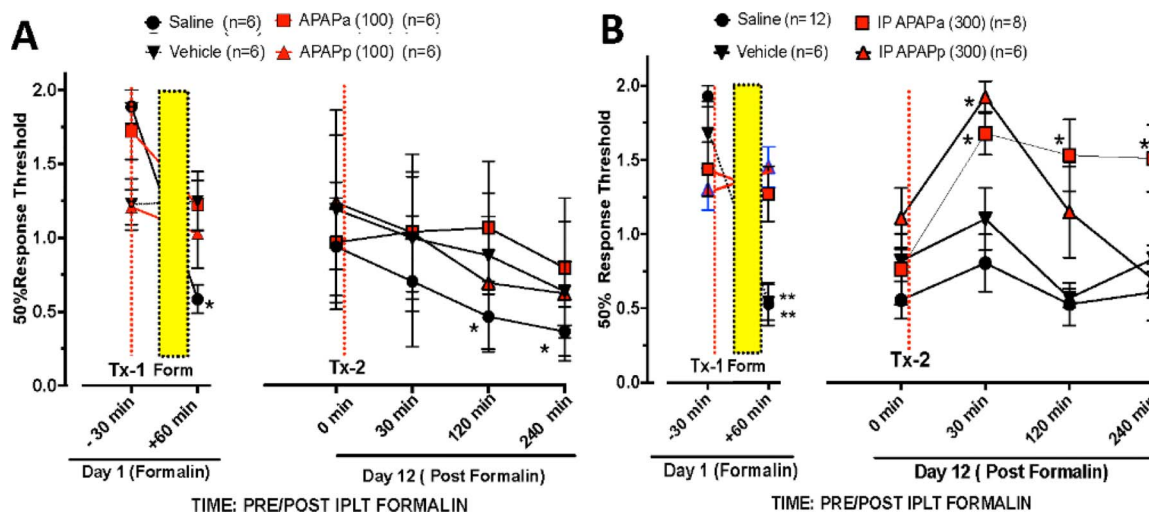 A
Saline (n=6)
APAPa (100) (n=6)
Vehicle (n=6)
APAPp (100) (n=6)
50%Response Threshold
2.0
1.5
1.0
0.5
0.0
*
*
*
Tx-1 Form
Tx-2
- 30 min
+60 min
0 min
30 min
120 min
240 min
Day 1 (Formalin)
Day 12 ( Post Formalin)
TIME: PRE/POST IPLT FORMALIN
B
Saline (n=12)
IP APAPa (300) (n=8)
Vehicle (n=6)
IP APAPp (300) (n=6)
50% Response Threshold
2.0
1.5
1.0
0.5
0.0
**
**
*
*
*
*
Tx-1 Form
Tx-2
-30 min
+60 min
0 min
30 min
120 min
240 min
Day 1 (Formalin)
Day 12 ( Post Formalin)
TIME: PRE/POST IPLT FORMALIN